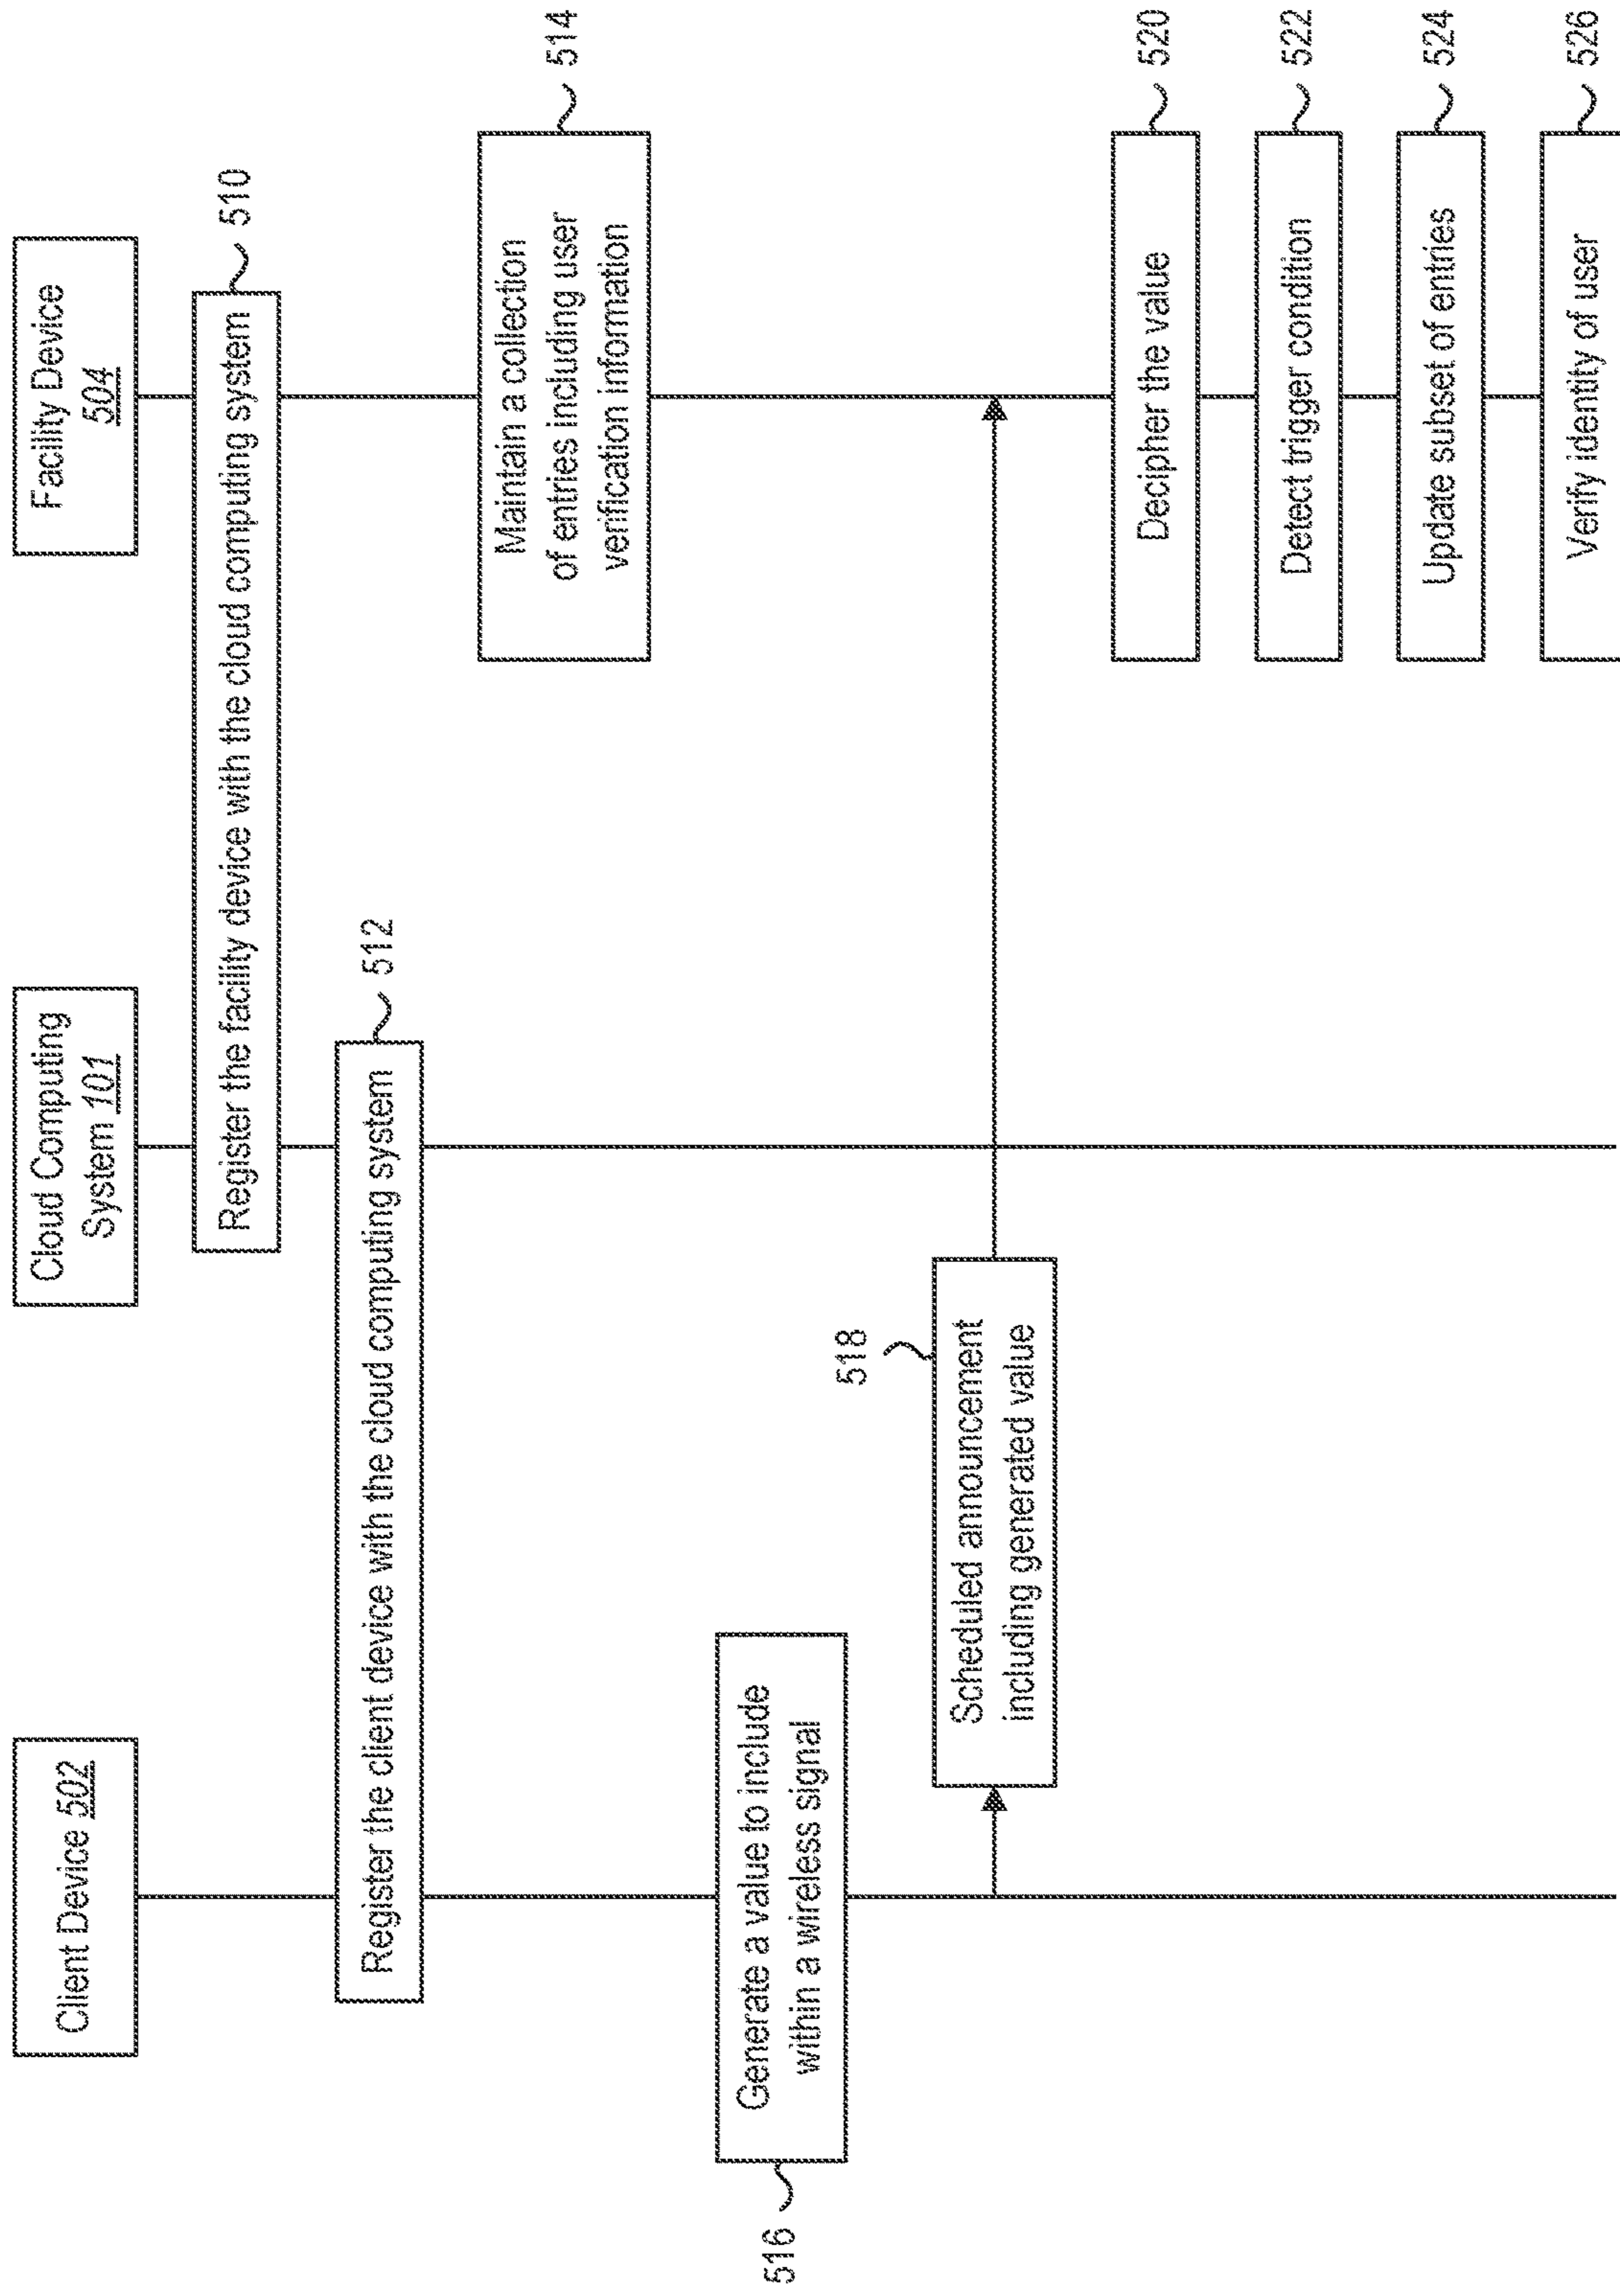 Client Device 502
Cloud Computing
System 101
Facility Device
504
Register the facility device with the cloud computing system
510
Register the client device with the cloud computing system
512
Maintain a collection
of entries including user
verification information
514
516
Generate a value to include
within a wireless signal
518
Scheduled announcement
including generated value
Decipher the value
520
Detect trigger condition
522
Update subset of entries
524
Verify identity of user
526